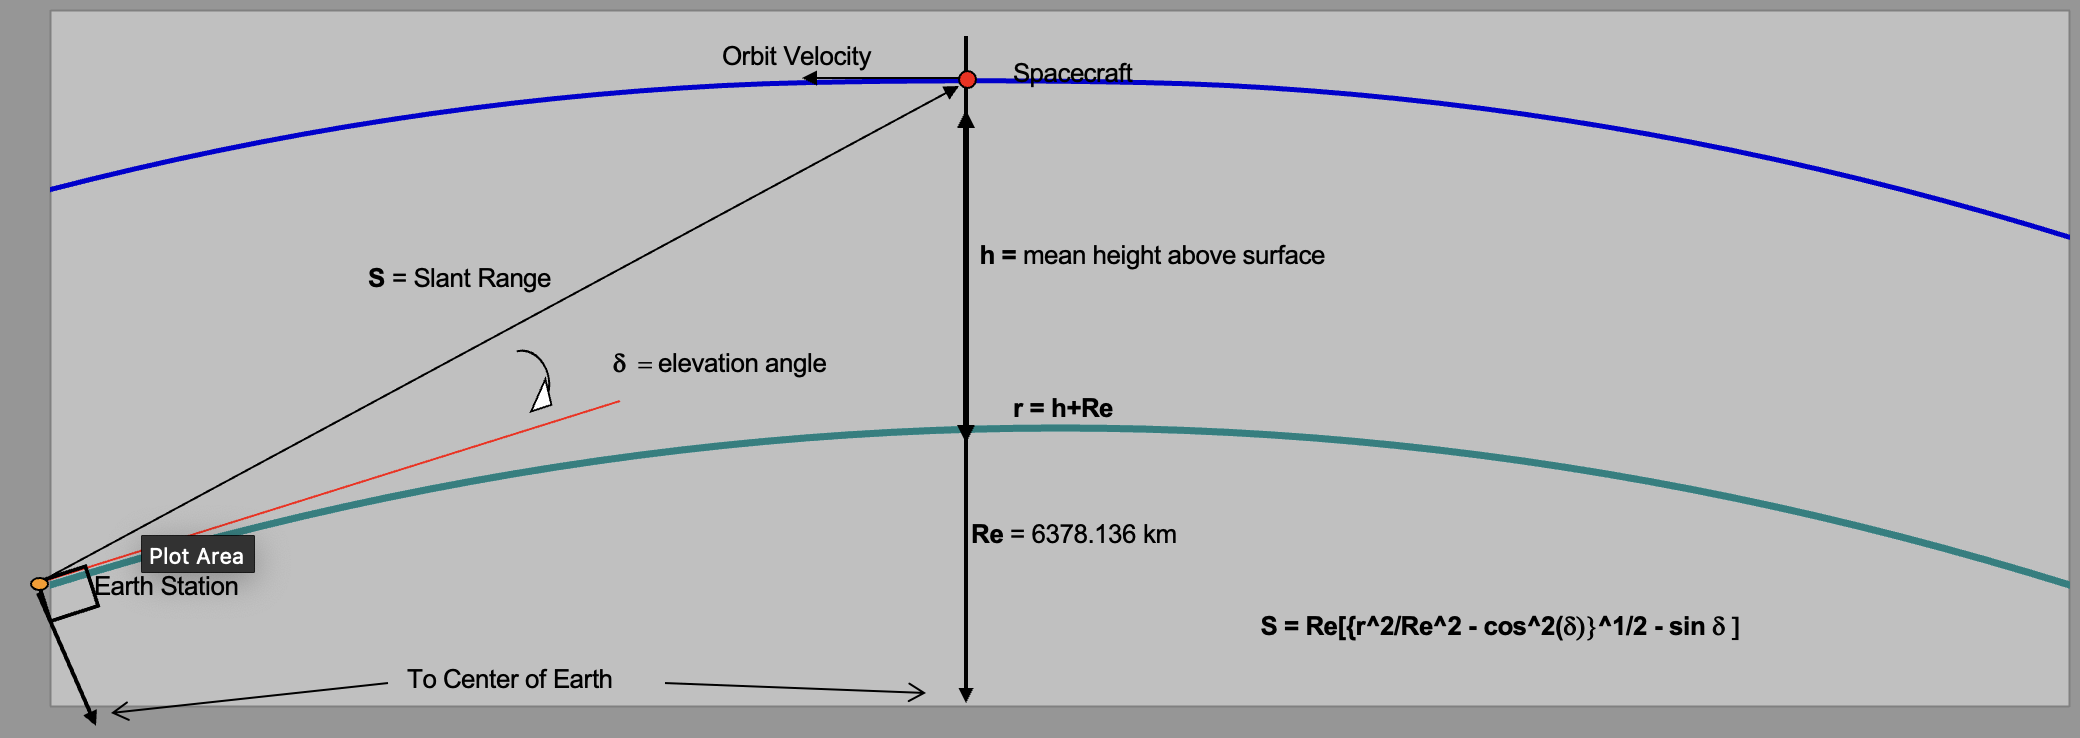 Orbit Velocity
Spacecraft
h = mean height above surface
S = Slant Range
δ = elevation angle
r = h+Re
Re = 6378.136 km
Plot Area
Earth Station
S = Re[{r^2/Re^2 - cos^2(δ)}^1/2 - sin δ ]
To Center of Earth